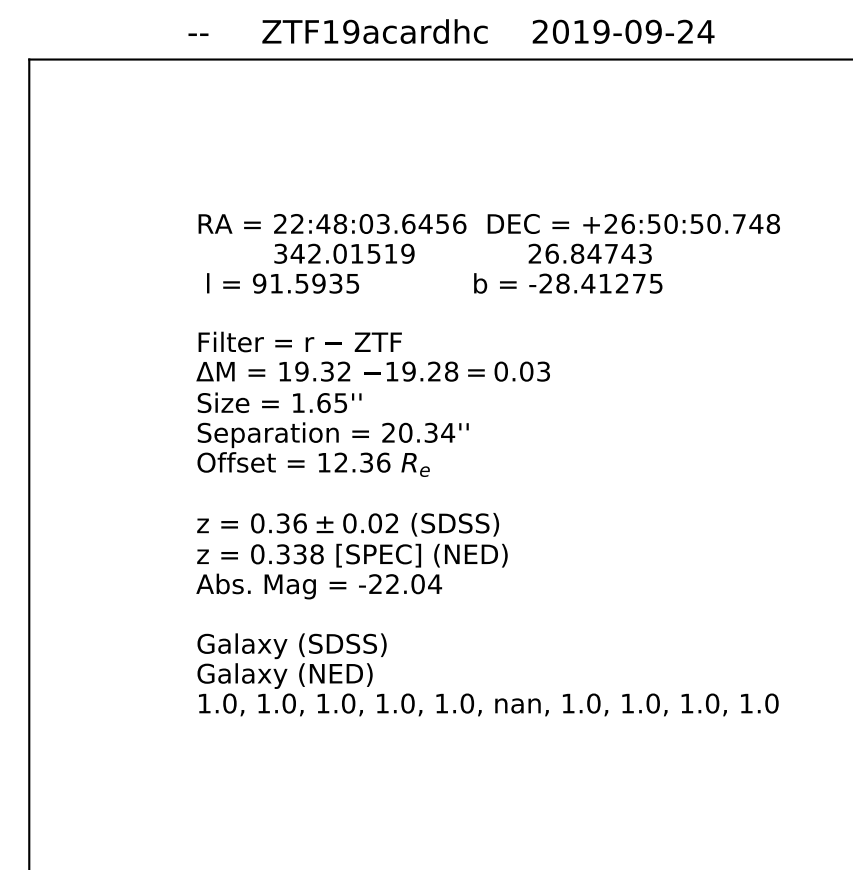 -- ZTF19acardhc 2019-09-24
RA = 22:48:03.6456 DEC = +26:50:50.748
342.01519 26.84743
l = 91.5935 b = -28.41275
Filter = r − ZTF
ΔM = 19.32 −19.28 = 0.03
Size = 1.65''
Separation = 20.34''
Offset = 12.36 Rₑ
z = 0.36 ± 0.02 (SDSS)
z = 0.338 [SPEC] (NED)
Abs. Mag = -22.04
Galaxy (SDSS)
Galaxy (NED)
1.0, 1.0, 1.0, 1.0, 1.0, nan, 1.0, 1.0, 1.0, 1.0